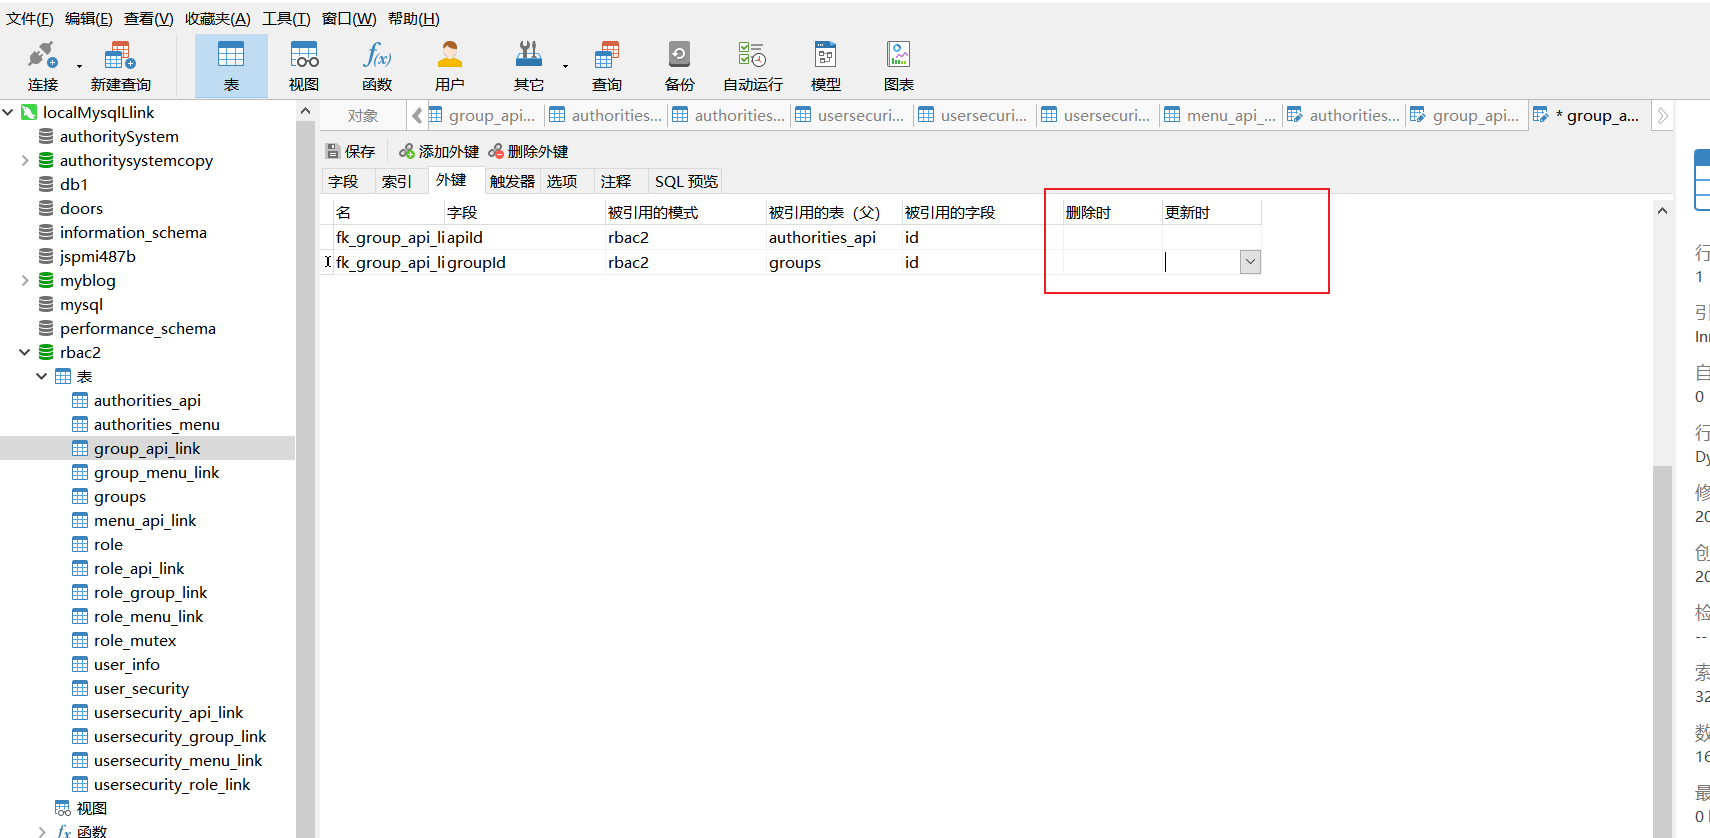 文件(F) 编辑(E) 查看(V) 收藏夹(A) 工具(T) 窗口(W) 帮助(H)
连接 新建查询 表 视图 函数 用户 其它 查询 备份 自动运行 模型 图表
f(x)
localMysqlLlink
authoritySystem
authoritysystemcopy
db1
doors
information_schema
jspmi487b
myblog
mysql
performance_schema
rbac2
表
authorities_api
authorities_menu
group_api_link
group_menu_link
groups
menu_api_link
role
role_api_link
role_group_link
role_menu_link
role_mutex
user_info
user_security
usersecurity_api_link
usersecurity_group_link
usersecurity_menu_link
usersecurity_role_link
视图
fx 函数
对象 group_api... authorities... authorities... usersecuri... usersecuri... usersecuri... menu_api_... authorities... group_api... * group_a...
保存 添加外键 删除外键
字段 索引 外键 触发器 选项 注释 SQL 预览
名 字段 被引用的模式 被引用的表（父） 被引用的字段 删除时 更新时
fk_group_api_li apiId rbac2 authorities_api id
fk_group_api_li groupId rbac2 groups id
行
1
引
自
0
行
Dy
修
20
创
20
检
--
索
32
数
16
最
0